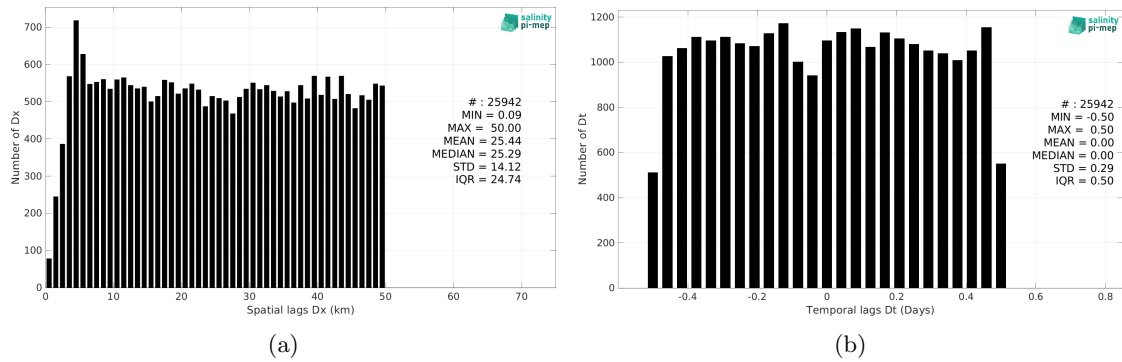 700
600
500
400
300
200
100
0
Number of Dx
0 10 20 30 40 50 60 70
Spatial lags Dx (km)
salinity
pi-mep
# : 25942
MIN = 0.09
MAX = 50.00
MEAN = 25.44
MEDIAN = 25.29
STD = 14.12
IQR = 24.74
(a)
1200
1000
800
600
400
200
0
Number of Dt
-0.4 -0.2 0 0.2 0.4 0.6 0.8
Temporal lags Dt (Days)
salinity
pi-mep
# : 25942
MIN = -0.50
MAX = 0.50
MEAN = 0.00
MEDIAN = 0.00
STD = 0.29
IQR = 0.50
(b)